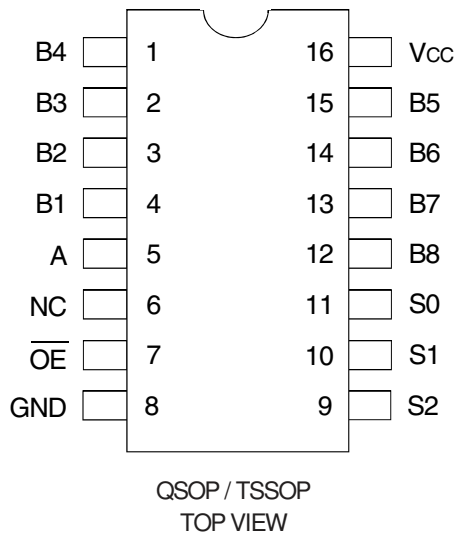 B4 1 16 VCC
B3 2 15 B5
B2 3 14 B6
B1 4 13 B7
A 5 12 B8
NC 6 11 S0
O̅E̅ 7 10 S1
GND 8 9 S2
QSOP / TSSOP
TOP VIEW